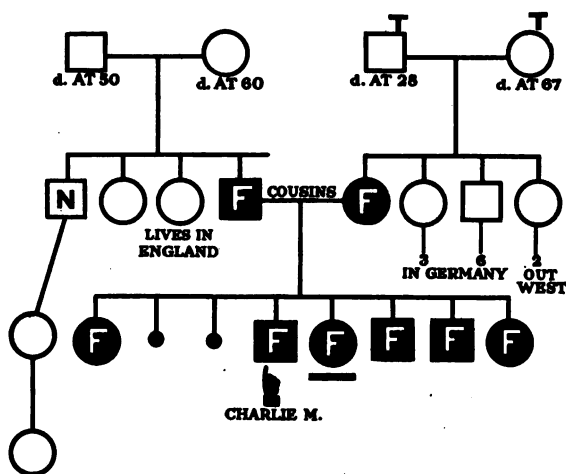 T T
d. AT 50 d. AT 60 d. AT 28 d. AT 67
N F COUSINS F
LIVES IN
ENGLAND
3 6 2
IN GERMANY OUT
WEST
F F F F F F
CHARLIE M.